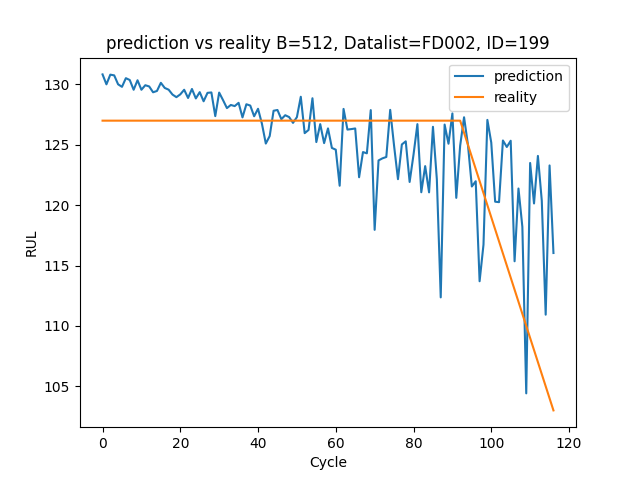 prediction vs reality B=512, Datalist=FD002, ID=199
prediction
reality
130
125
120
115
110
105
RUL
0 20 40 60 80 100 120
Cycle